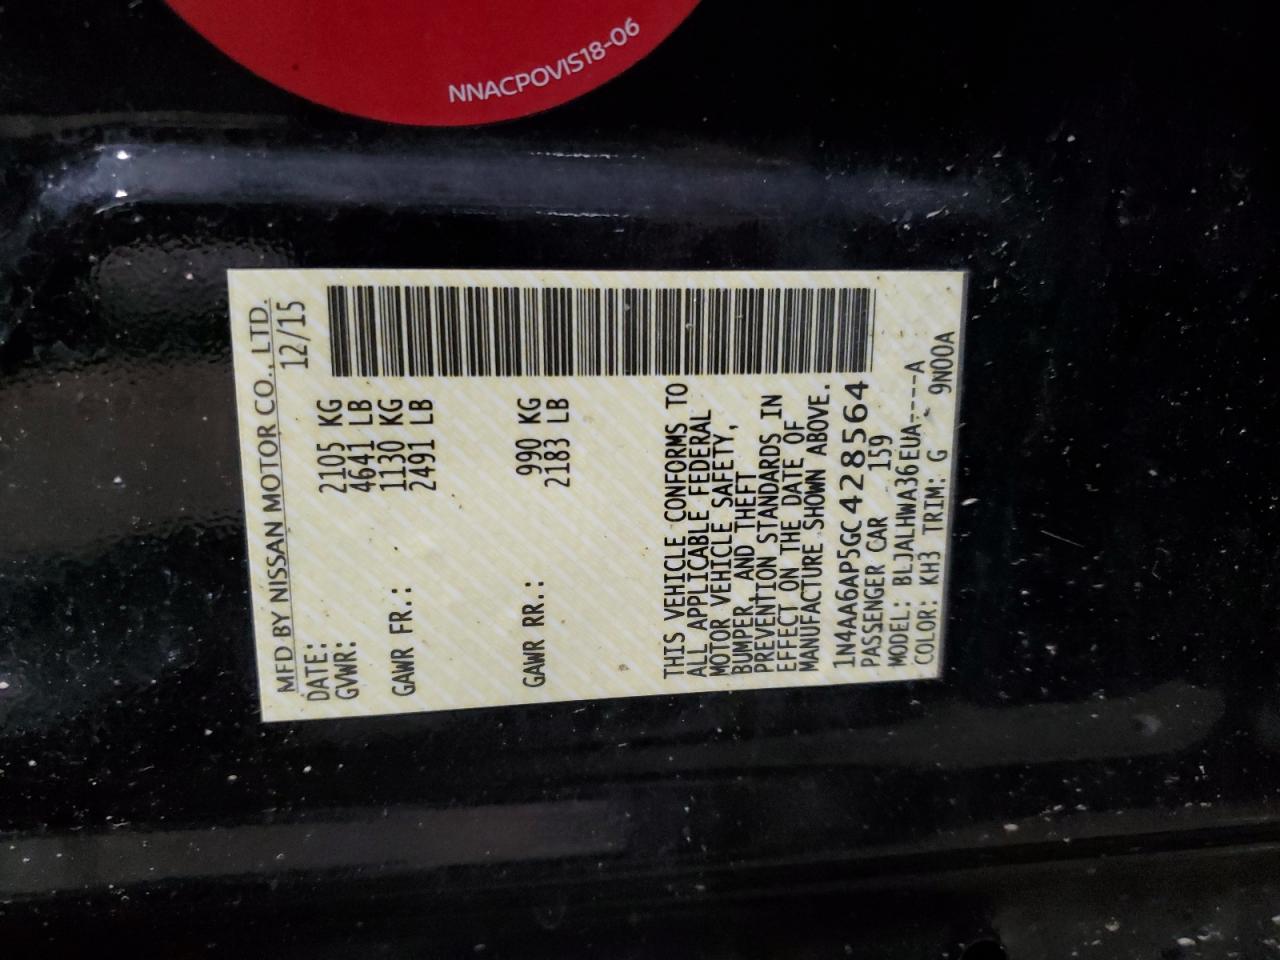 NNACPOVIS18-06
MFD BY NISSAN MOTOR CO., LTD.
DATE: 12/15
GVWR: 2105 KG
4641 LB
GAWR FR.: 1130 KG
2491 LB
GAWR RR.: 990 KG
2183 LB
THIS VEHICLE CONFORMS TO
ALL APPLICABLE FEDERAL
MOTOR VEHICLE SAFETY,
BUMPER, AND THEFT
PREVENTION STANDARDS IN
EFFECT ON THE DATE OF
MANUFACTURE SHOWN ABOVE.
1N4AA6AP5GC428564
PASSENGER CAR 159
MODEL: BLJALHWA36EUA----A
COLOR: KH3 TRIM: G - 9N00A